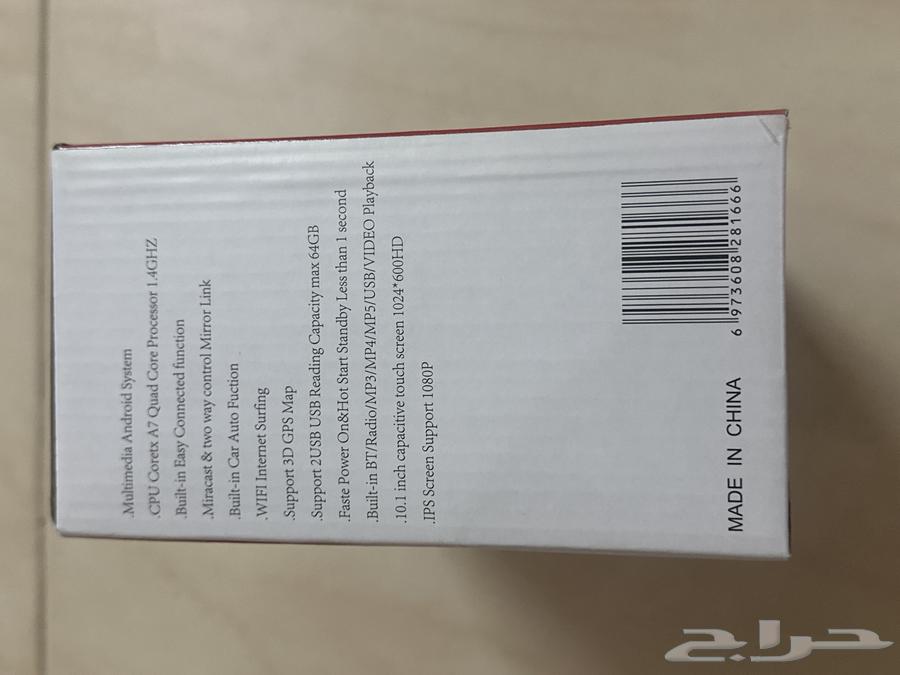 .Multimedia Android System
.CPU Coretx A7 Quad Core Processor 1.4GHZ
.Built-in Easy Connected function
.Miracast & two way control Mirror Link
.Built-in Car Auto Fuction
.WIFI Internet Surfing
.Support 3D GPS Map
.Support 2USB USB Reading Capacity max 64GB
.Faste Power On&Hot Start Standby Less than 1 second
.Built-in BT/Radio/MP3/MP4/MP5/USB/VIDEO Playback
.10.1 inch capacitive touch screen 1024*600HD
.IPS Screen Support 1080P
6 973608 281666
MADE IN CHINA
حراج